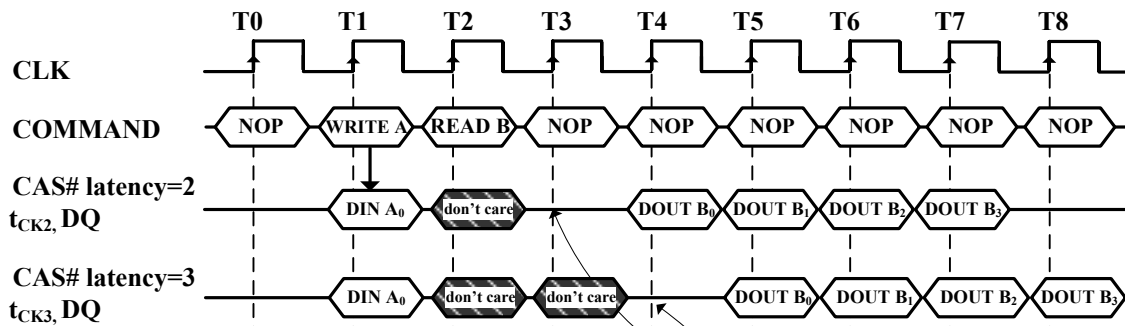 T0 T1 T2 T3 T4 T5 T6 T7 T8
CLK
COMMAND NOP WRITE A READ B NOP NOP NOP NOP NOP NOP
CAS# latency=2
tCK2, DQ DIN A0 don't care DOUT B0 DOUT B1 DOUT B2 DOUT B3
CAS# latency=3
tCK3, DQ DIN A0 don't care don't care DOUT B0 DOUT B1 DOUT B2 DOUT B3